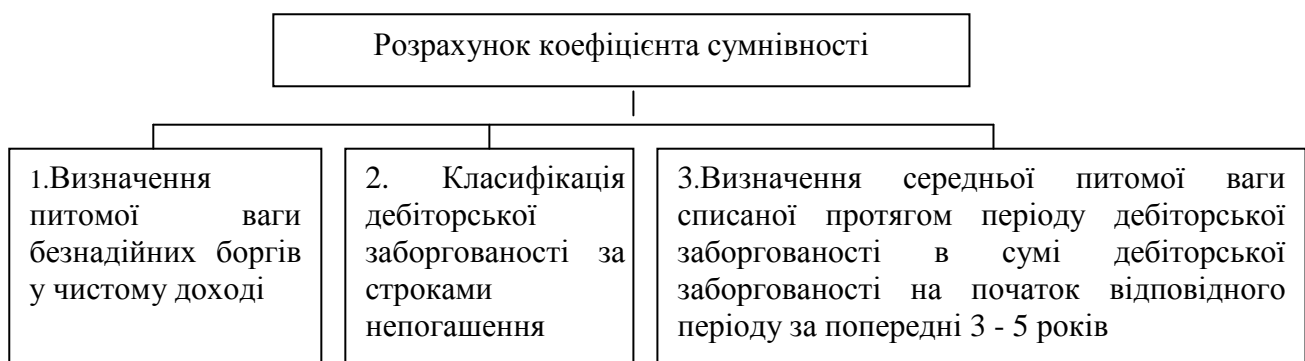 Розрахунок коефіцієнта сумнівності
1.Визначення
питомої ваги
безнадійних боргів
у чистому доході
2. Класифікація
дебіторської
заборгованості за
строками
непогашення
3.Визначення середньої питомої ваги
списаної протягом періоду дебіторської
заборгованості в сумі дебіторської
заборгованості на початок відповідного
періоду за попередні 3 - 5 років